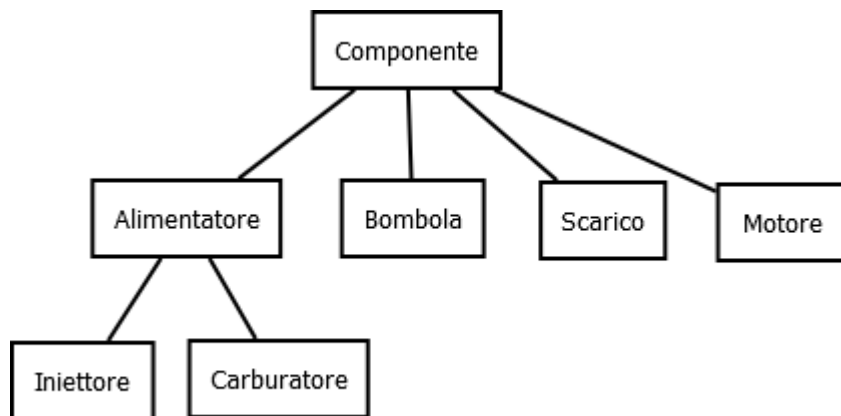 Componente
Alimentatore
Bombola
Scarico
Motore
Iniettore
Carburatore